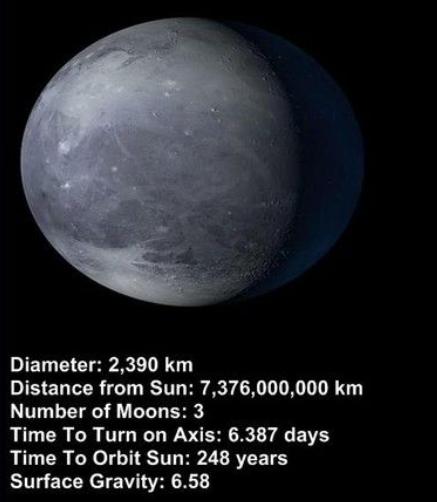 Diameter: 2,390 km
Distance from Sun: 7,376,000,000 km
Number of Moons: 3
Time To Turn on Axis: 6.387 days
Time To Orbit Sun: 248 years
Surface Gravity: 6.58